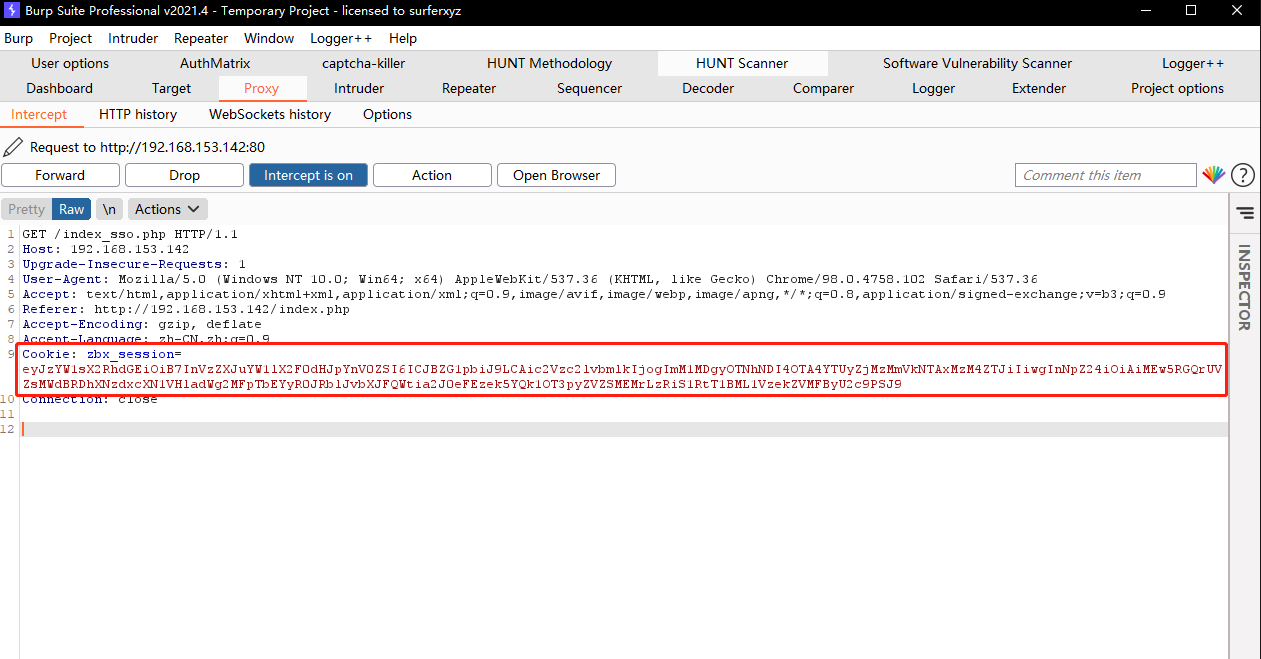 Burp Suite Professional v2021.4 - Temporary Project - licensed to surferxyz
Burp Project Intruder Repeater Window Logger++ Help
User options AuthMatrix captcha-killer HUNT Methodology HUNT Scanner Software Vulnerability Scanner Logger++
Dashboard Target Proxy Intruder Repeater Sequencer Decoder Comparer Logger Extender Project options
Intercept HTTP history WebSockets history Options
Request to http://192.168.153.142:80
Forward Drop Intercept is on Action Open Browser Comment this item ?
Pretty Raw \n Actions
1 GET /index_sso.php HTTP/1.1
2 Host: 192.168.153.142
3 Upgrade-Insecure-Requests: 1
4 User-Agent: Mozilla/5.0 (Windows NT 10.0; Win64; x64) AppleWebKit/537.36 (KHTML, like Gecko) Chrome/98.0.4758.102 Safari/537.36
5 Accept: text/html,application/xhtml+xml,application/xml;q=0.9,image/avif,image/webp,image/apng,*/*;q=0.8,application/signed-exchange;v=b3;q=0.9
6 Referer: http://192.168.153.142/index.php
7 Accept-Encoding: gzip, deflate
8 Accept-Language: zh-CN,zh;q=0.9
9 Cookie: zbx_session=
10 Connection: close
11
12
INSPECTOR